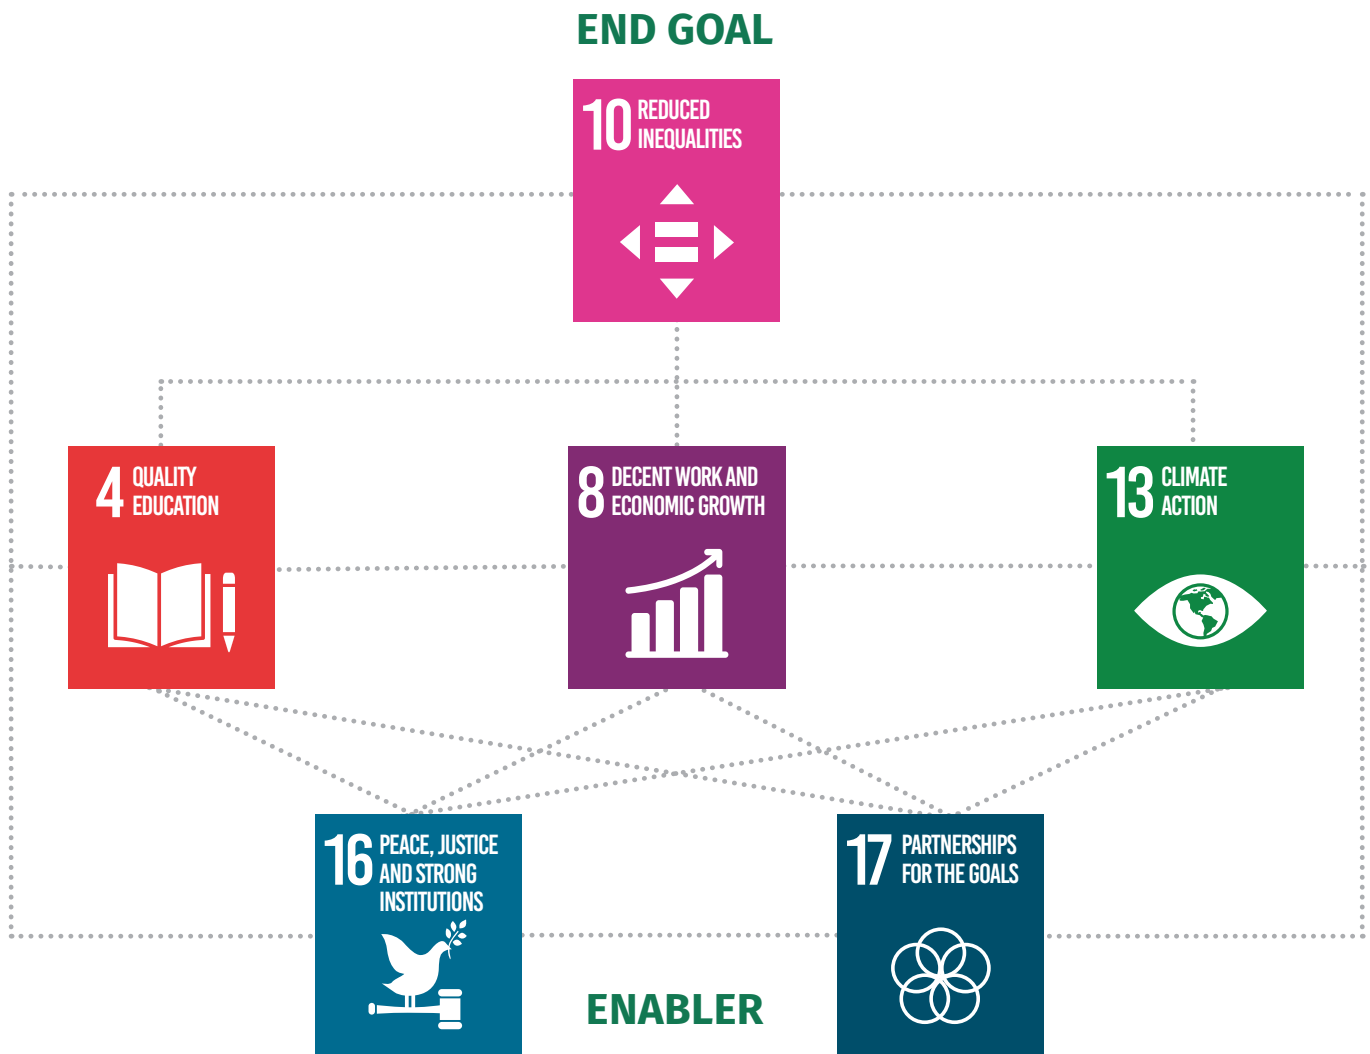 END GOAL
10 REDUCED
INEQUALITIES
4 QUALITY
EDUCATION
8 DECENT WORK AND
ECONOMIC GROWTH
13 CLIMATE
ACTION
16 PEACE, JUSTICE
AND STRONG
INSTITUTIONS
17 PARTNERSHIPS
FOR THE GOALS
ENABLER